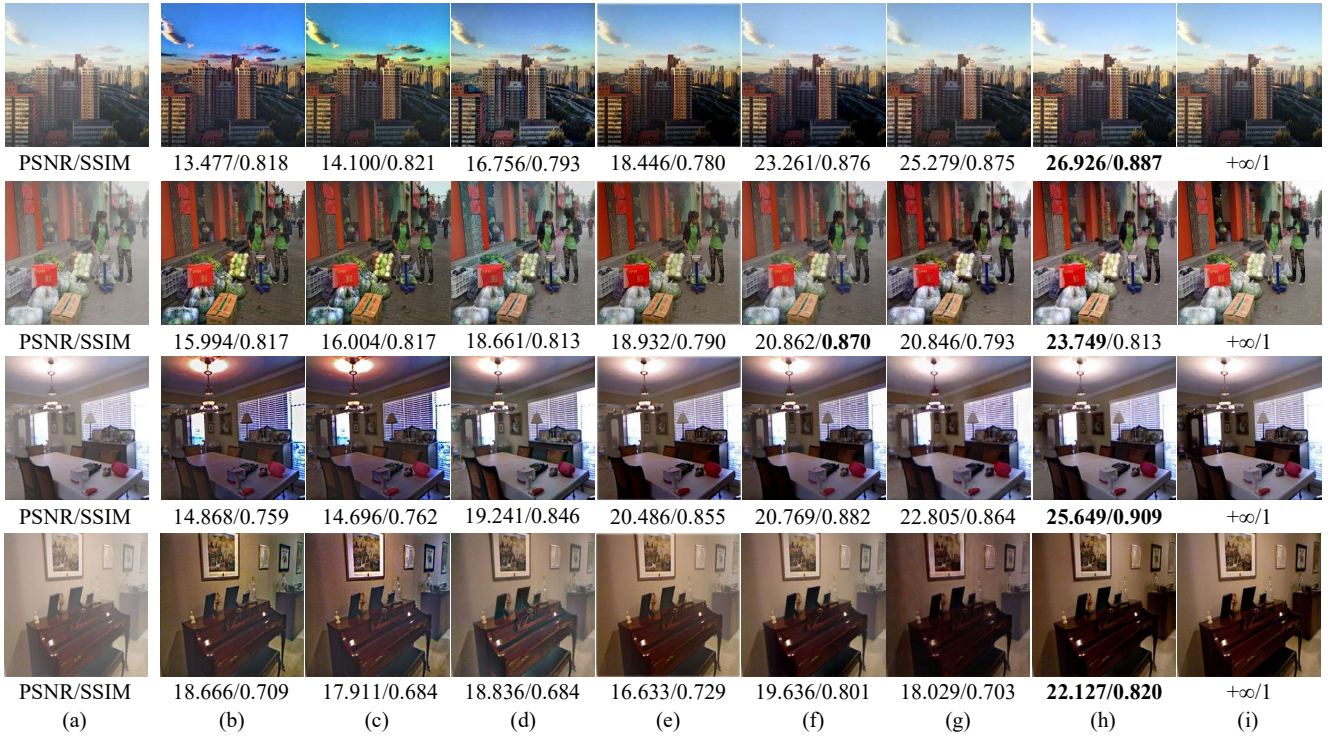 PSNR/SSIM 13.477/0.818 14.100/0.821 16.756/0.793 18.446/0.780 23.261/0.876 25.279/0.875 26.926/0.887 +∞/1
PSNR/SSIM 15.994/0.817 16.004/0.817 18.661/0.813 18.932/0.790 20.862/0.870 20.846/0.793 23.749/0.813 +∞/1
PSNR/SSIM 14.868/0.759 14.696/0.762 19.241/0.846 20.486/0.855 20.769/0.882 22.805/0.864 25.649/0.909 +∞/1
PSNR/SSIM 18.666/0.709 17.911/0.684 18.836/0.684 16.633/0.729 19.636/0.801 18.029/0.703 22.127/0.820 +∞/1
(a) (b) (c) (d) (e) (f) (g) (h) (i)